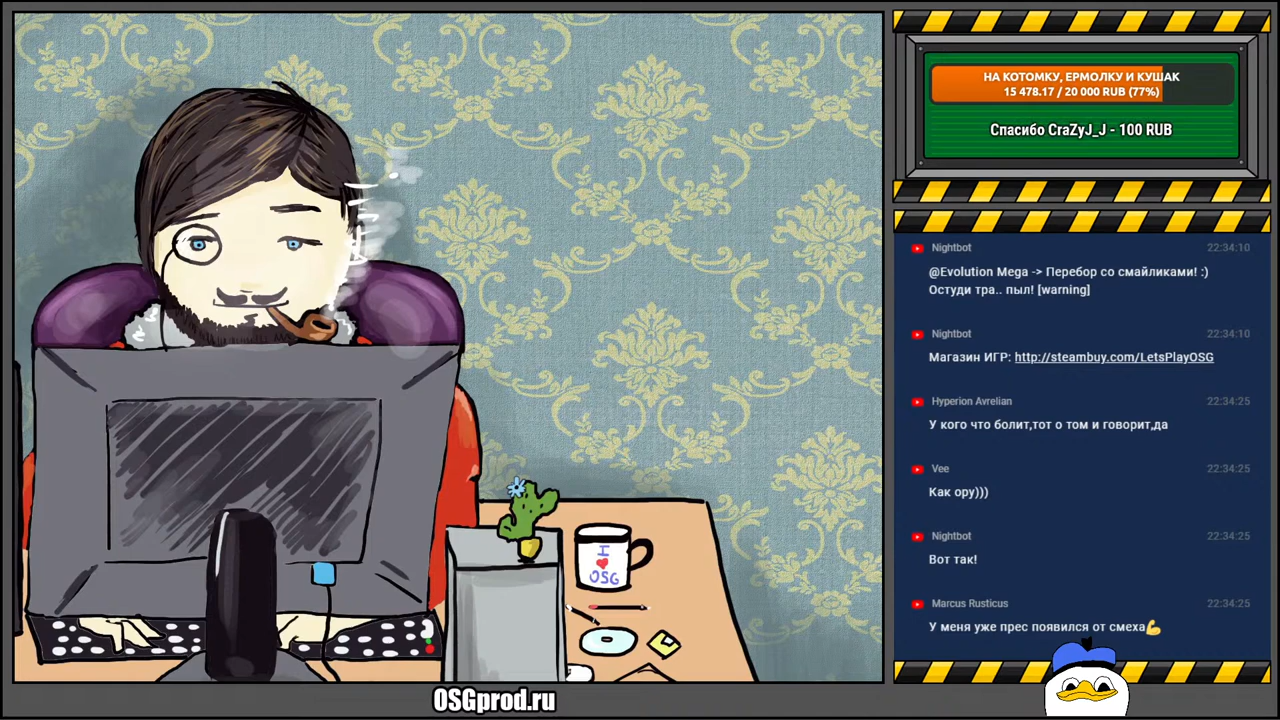 НА КОТОМКУ, ЕРМОЛКУ И КУШАК
15 478.17 / 20 000 RUB (77%)
Спасибо CraZyJ_J - 100 RUB
Nightbot 22:34:10
@Evolution Mega -> Перебор со смайликами! :)
Остуди тра.. пыл! [warning]
Nightbot 22:34:10
Магазин ИГР: http://steambuy.com/LetsPlayOSG
Hyperion Avrelian 22:34:25
У кого что болит,тот о том и говорит,да
Vee 22:34:25
Как ору)))
Nightbot 22:34:25
Вот так!
Marcus Rusticus 22:34:25
У меня уже прес появился от смеха💪
I
❤
OSG
OSGprod.ru